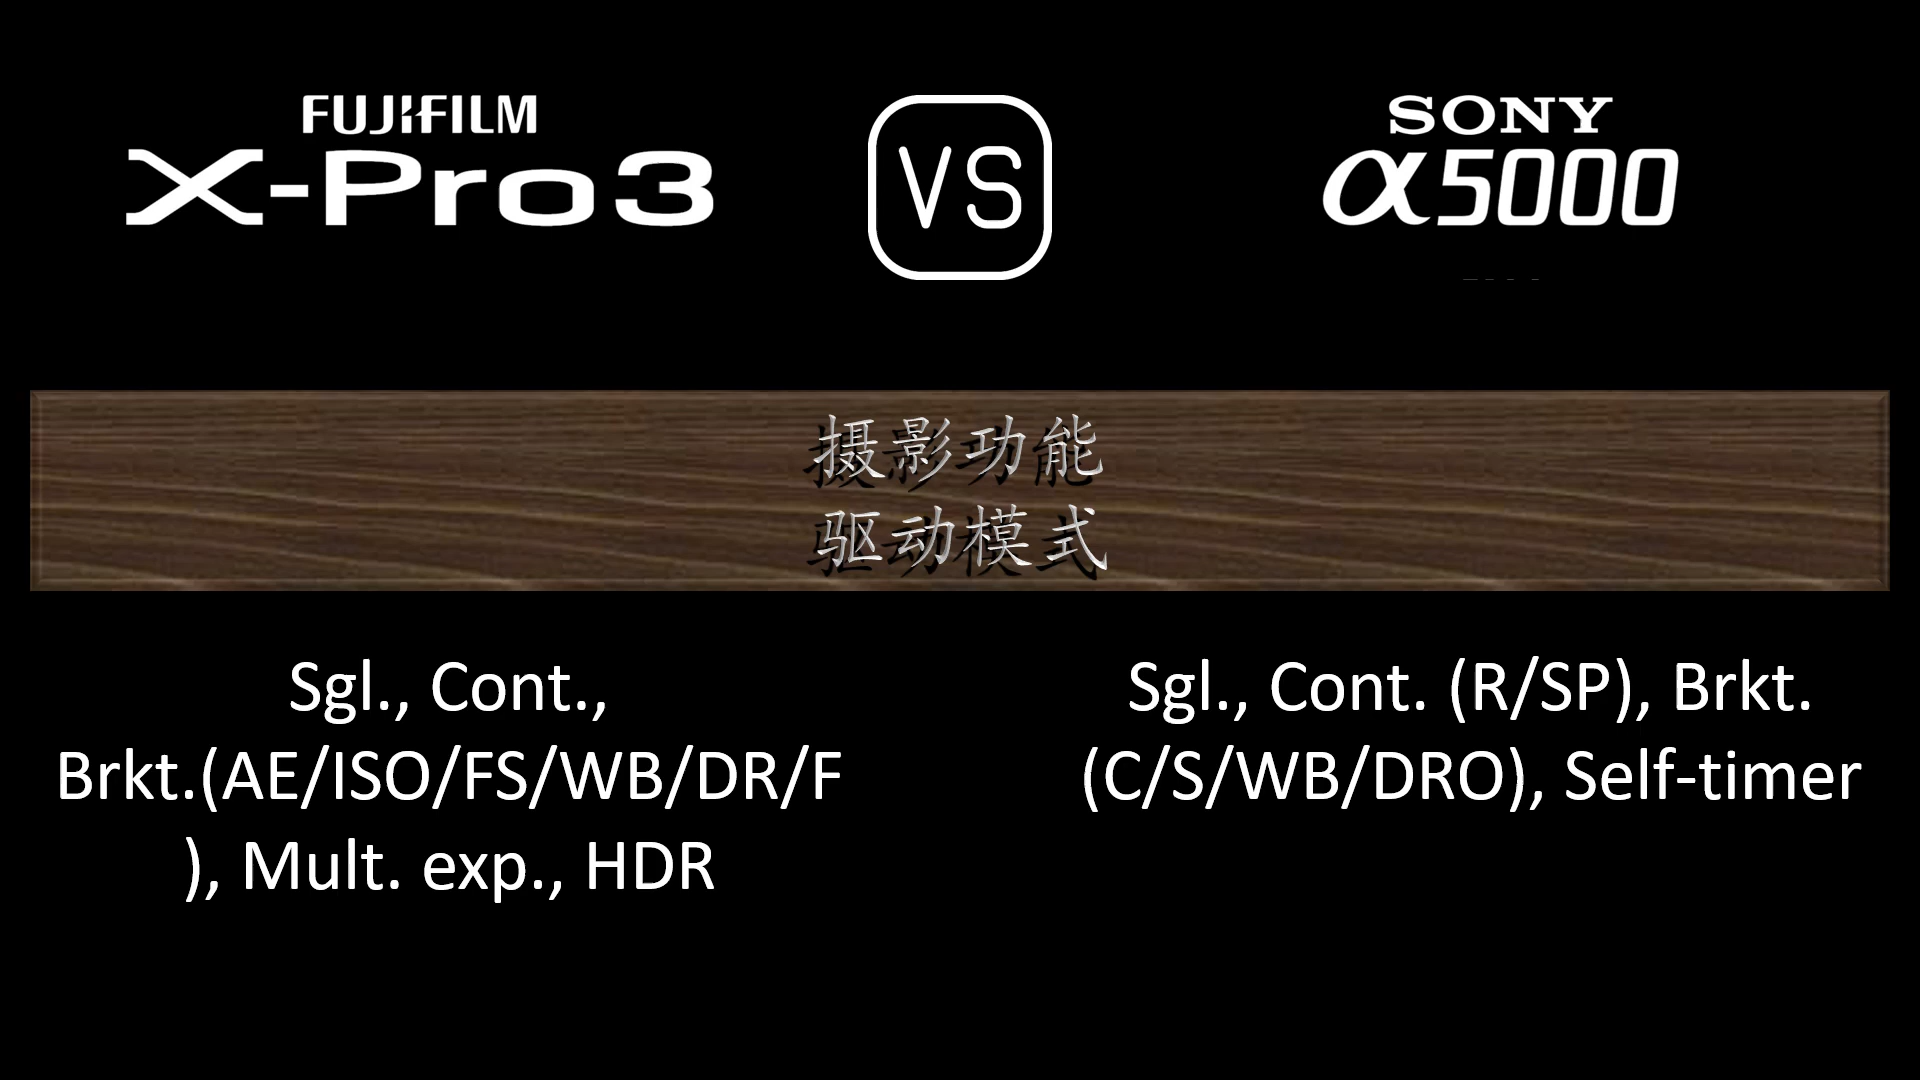 FUJIFILM
X-Pro3
VS
SONY
α5000
摄影功能
驱动模式
Sgl., Cont.,
Brkt.(AE/ISO/FS/WB/DR/F
), Mult. exp., HDR
Sgl., Cont. (R/SP), Brkt.
(C/S/WB/DRO), Self-timer